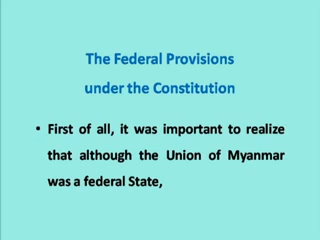 The Federal Provisions
under the Constitution
• First of all, it was important to realize
that although the Union of Myanmar
was a federal State,